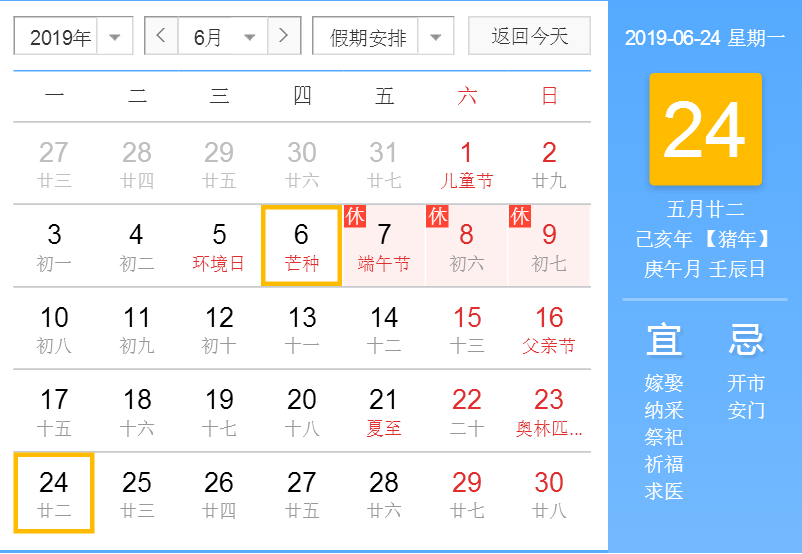 2019年 < 6月 > 假期安排 返回今天
一 二 三 四 五 六 日
27 28 29 30 31 1 2
廿三 廿四 廿五 廿六 廿七 儿童节 廿九
休 休 休
3 4 5 6 7 8 9
初一 初二 环境日 芒种 端午节 初六 初七
10 11 12 13 14 15 16
初八 初九 初十 十一 十二 十三 父亲节
17 18 19 20 21 22 23
十五 十六 十七 十八 夏至 二十 奥林匹...
24 25 26 27 28 29 30
廿二 廿三 廿四 廿五 廿六 廿七 廿八
2019-06-24 星期一
24
五月廿二
己亥年【猪年】
庚午月 壬辰日
宜 忌
嫁娶 开市
纳采 安门
祭祀
祈福
求医